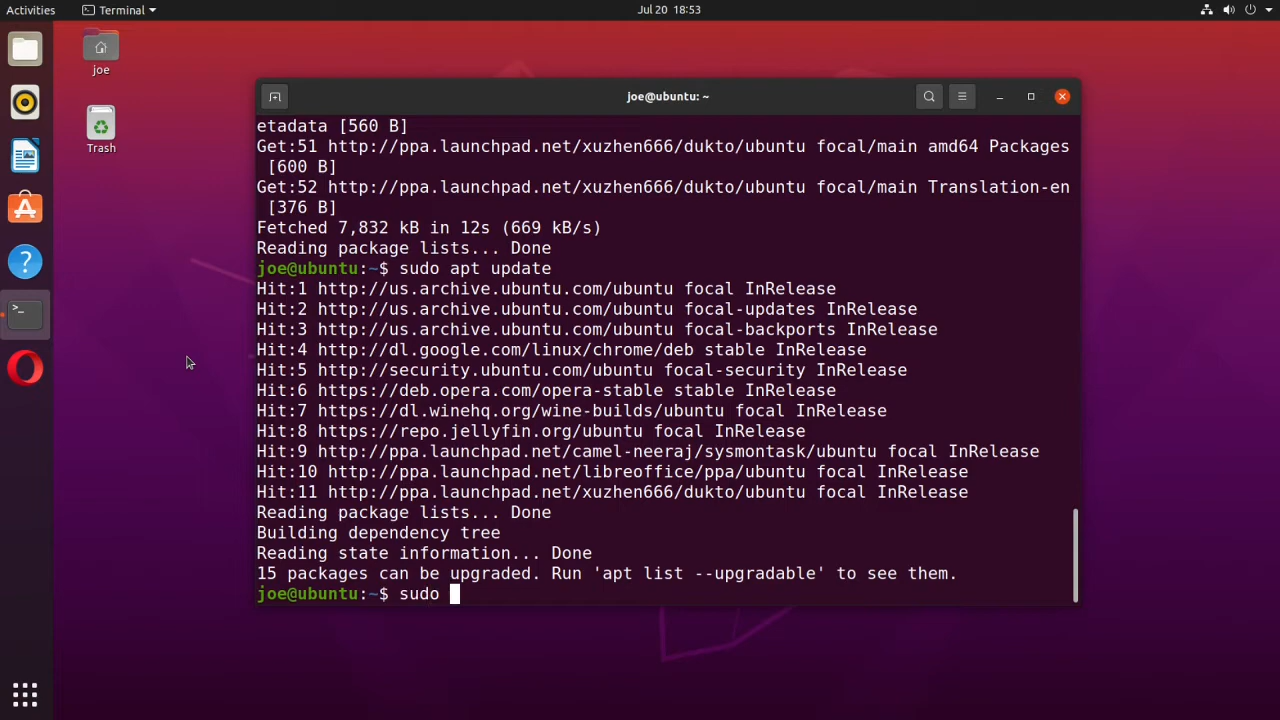 Activities
Terminal
Jul 20 18:53
joe
Trash
joe@ubuntu: ~
etadata [560 B]
Get:51 http://ppa.launchpad.net/xuzhen666/dukto/ubuntu focal/main amd64 Packages
[600 B]
Get:52 http://ppa.launchpad.net/xuzhen666/dukto/ubuntu focal/main Translation-en
[376 B]
Fetched 7,832 kB in 12s (669 kB/s)
Reading package lists... Done
joe@ubuntu:~$ sudo apt update
Hit:1 http://us.archive.ubuntu.com/ubuntu focal InRelease
Hit:2 http://us.archive.ubuntu.com/ubuntu focal-updates InRelease
Hit:3 http://us.archive.ubuntu.com/ubuntu focal-backports InRelease
Hit:4 http://dl.google.com/linux/chrome/deb stable InRelease
Hit:5 http://security.ubuntu.com/ubuntu focal-security InRelease
Hit:6 https://deb.opera.com/opera-stable stable InRelease
Hit:7 https://dl.winehq.org/wine-builds/ubuntu focal InRelease
Hit:8 https://repo.jellyfin.org/ubuntu focal InRelease
Hit:9 http://ppa.launchpad.net/camel-neeraj/sysmontask/ubuntu focal InRelease
Hit:10 http://ppa.launchpad.net/libreoffice/ppa/ubuntu focal InRelease
Hit:11 http://ppa.launchpad.net/xuzhen666/dukto/ubuntu focal InRelease
Reading package lists... Done
Building dependency tree
Reading state information... Done
15 packages can be upgraded. Run 'apt list --upgradable' to see them.
joe@ubuntu:~$ sudo